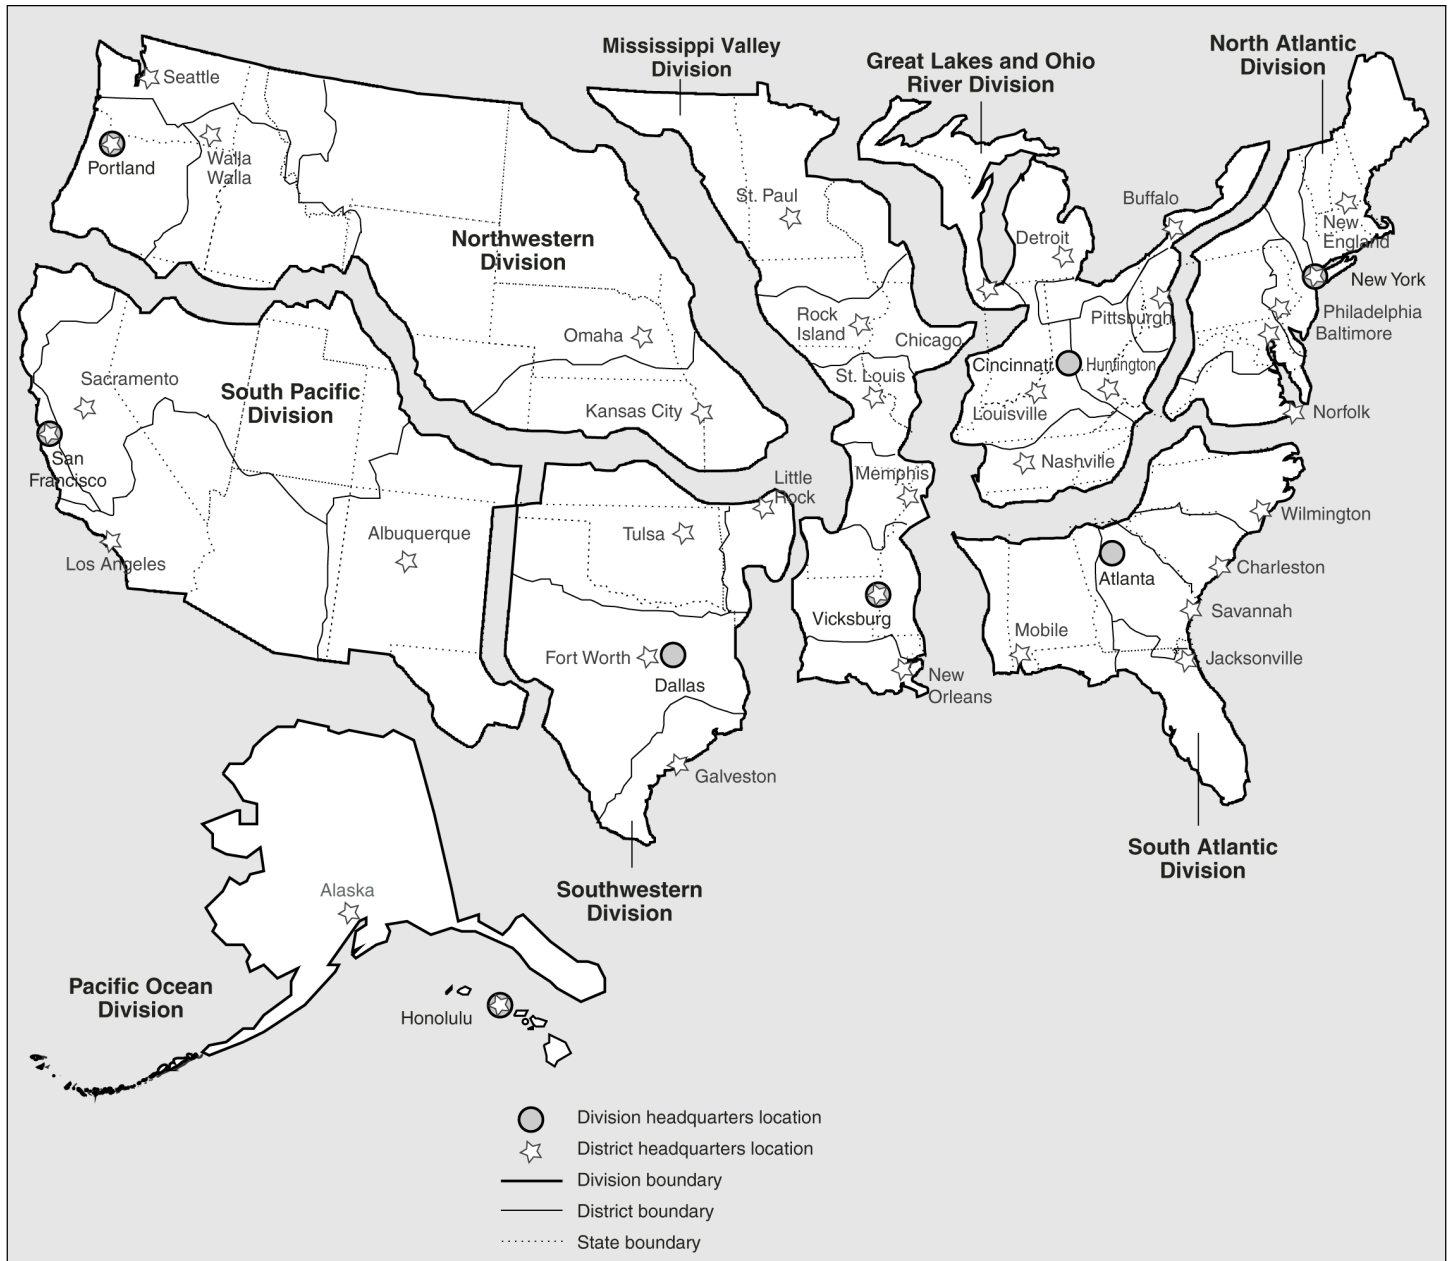 Mississippi Valley
Division
Great Lakes and Ohio
River Division
North Atlantic
Division
Seattle
Portland
Walla
Walla
Northwestern
Division
Omaha
Kansas City
St. Paul
Rock
Island
Chicago
St. Louis
Memphis
Vicksburg
New
Orleans
Buffalo
Detroit
Pittsburgh
Cincinnati
Huntington
Louisville
Nashville
New
England
New York
Philadelphia
Baltimore
Norfolk
Sacramento
South Pacific
Division
San
Francisco
Los Angeles
Albuquerque
Little
Rock
Tulsa
Fort Worth
Dallas
Galveston
Southwestern
Division
Wilmington
Atlanta
Charleston
Savannah
Mobile
Jacksonville
South Atlantic
Division
Alaska
Pacific Ocean
Division
Honolulu
Division headquarters location
District headquarters location
Division boundary
District boundary
State boundary